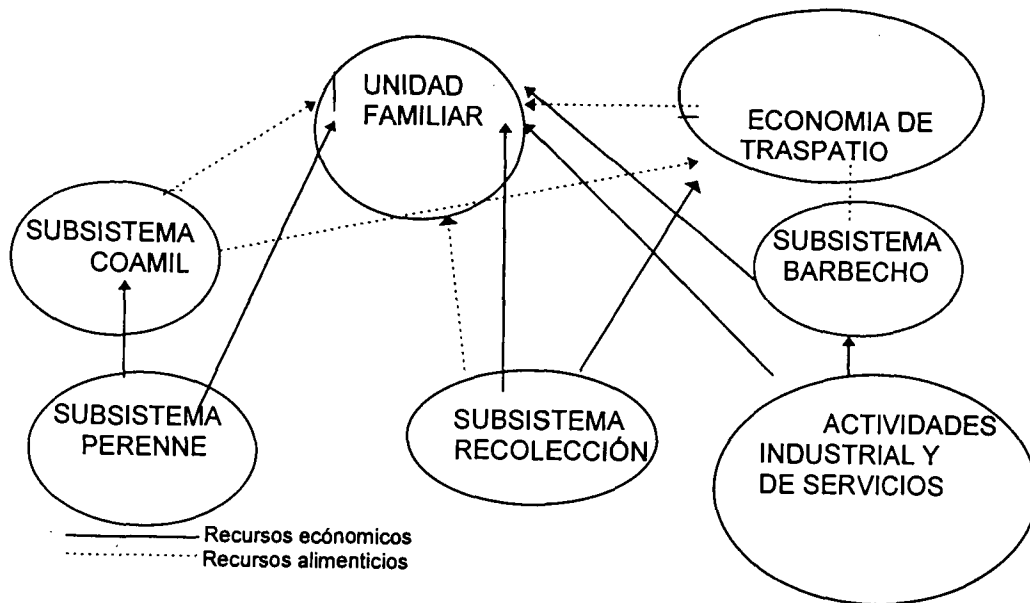 UNIDAD
FAMILIAR
ECONOMIA DE
TRASPATIO
SUBSISTEMA
COAMIL
SUBSISTEMA
BARBECHO
SUBSISTEMA
PERENNE
SUBSISTEMA
RECOLECCIÓN
ACTIVIDADES
INDUSTRIAL Y
DE SERVICIOS
Recursos ecónomicos
Recursos alimenticios